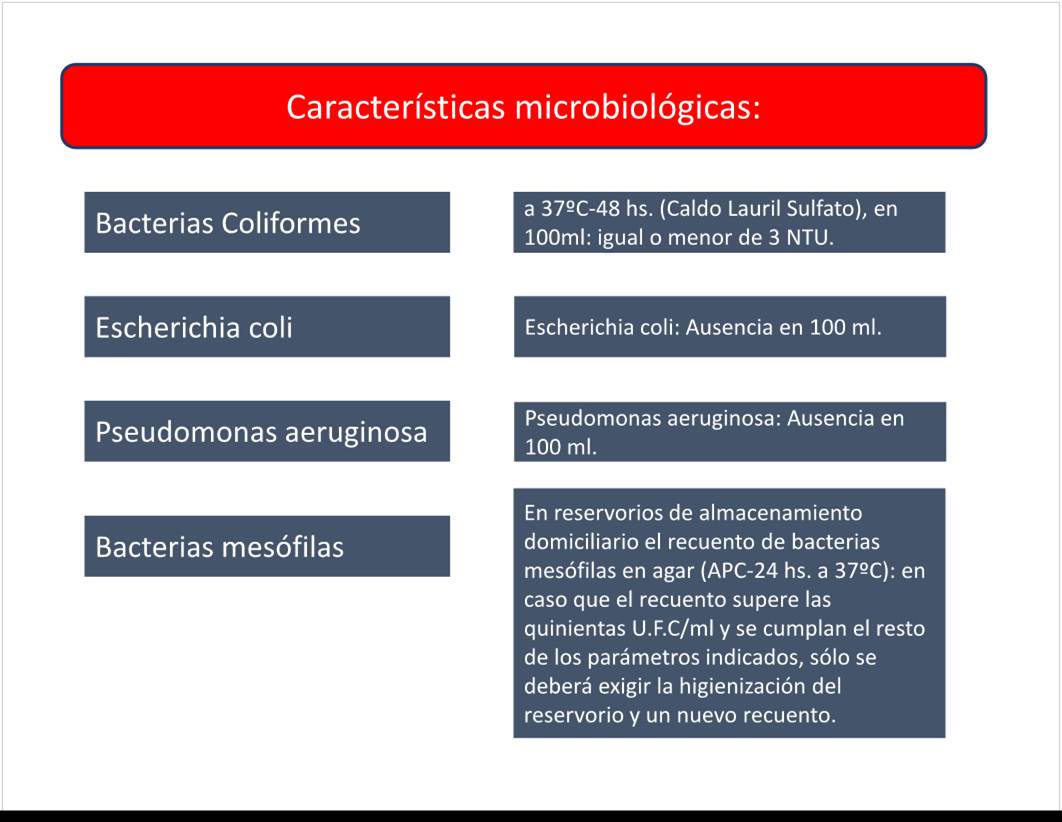 Características microbiológicas:
Bacterias Coliformes
a 37ºC-48 hs. (Caldo Lauril Sulfato), en
100ml: igual o menor de 3 NTU.
Escherichia coli
Escherichia coli: Ausencia en 100 ml.
Pseudomonas aeruginosa
Pseudomonas aeruginosa: Ausencia en
100 ml.
Bacterias mesófilas
En reservorios de almacenamiento
domiciliario el recuento de bacterias
mesófilas en agar (APC-24 hs. a 37ºC): en
caso que el recuento supere las
quinientas U.F.C/ml y se cumplan el resto
de los parámetros indicados, sólo se
deberá exigir la higienización del
reservorio y un nuevo recuento.